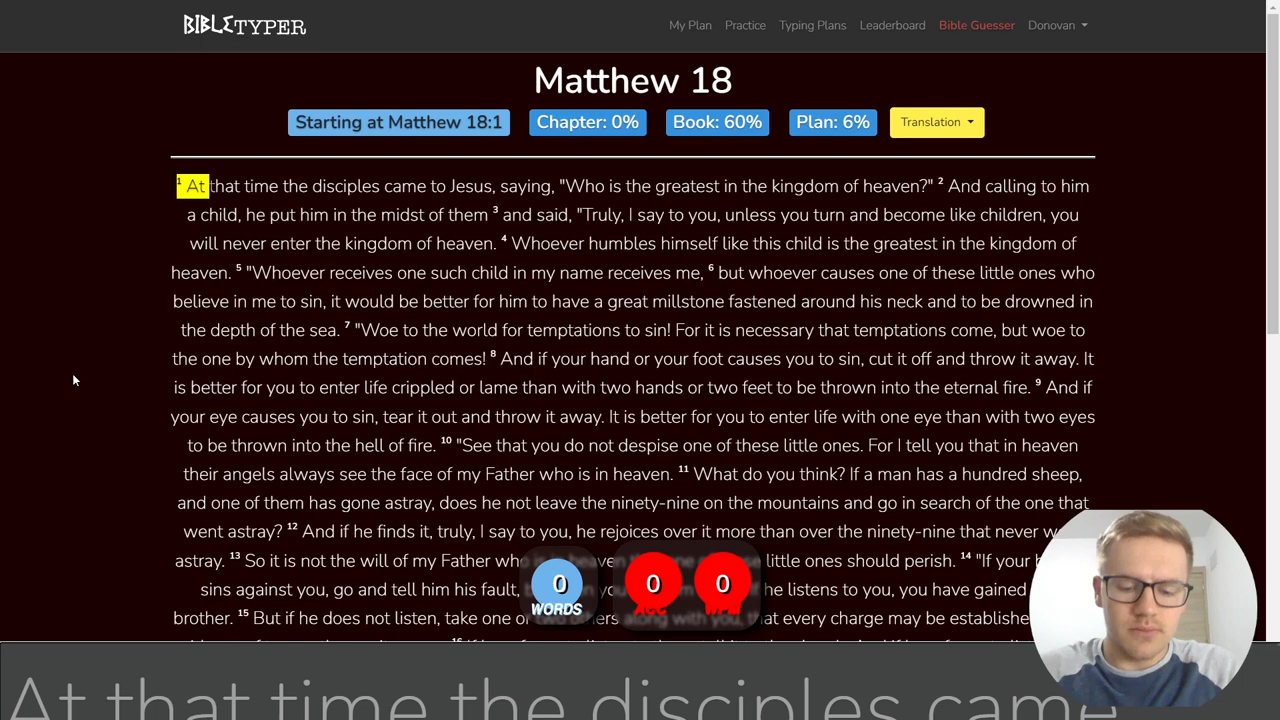 BIBLETYPER
My Plan Practice Typing Plans Leaderboard Bible Guesser Donovan
Matthew 18
Starting at Matthew 18:1 Chapter: 0% Book: 60% Plan: 6% Translation
1 At that time the disciples came to Jesus, saying, "Who is the greatest in the kingdom of heaven?" 2 And calling to him
a child, he put him in the midst of them 3 and said, "Truly, I say to you, unless you turn and become like children, you
will never enter the kingdom of heaven. 4 Whoever humbles himself like this child is the greatest in the kingdom of
heaven. 5 "Whoever receives one such child in my name receives me, 6 but whoever causes one of these little ones who
believe in me to sin, it would be better for him to have a great millstone fastened around his neck and to be drowned in
the depth of the sea. 7 "Woe to the world for temptations to sin! For it is necessary that temptations come, but woe to
the one by whom the temptation comes! 8 And if your hand or your foot causes you to sin, cut it off and throw it away. It
is better for you to enter life crippled or lame than with two hands or two feet to be thrown into the eternal fire. 9 And if
your eye causes you to sin, tear it out and throw it away. It is better for you to enter life with one eye than with two eyes
to be thrown into the hell of fire. 10 "See that you do not despise one of these little ones. For I tell you that in heaven
their angels always see the face of my Father who is in heaven. 11 What do you think? If a man has a hundred sheep,
and one of them has gone astray, does he not leave the ninety-nine on the mountains and go in search of the one that
went astray? 12 And if he finds it, truly, I say to you, he rejoices over it more than over the ninety-nine that never
astray. 13 So it is not the will of my Father who heaven little ones should perish. 14 "If your
sins against you, go and tell him his fault, he listens to you, you have gained
brother. 15 But if he does not listen, take one or two others along with you, that every charge may be established
0 WORDS 0 ACC 0 WPM
At that time the disciples came